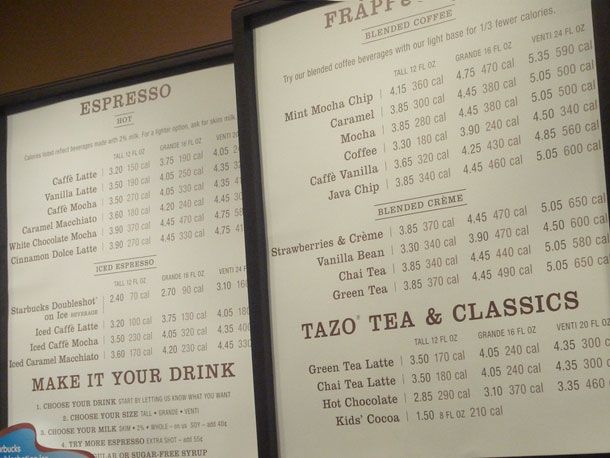 ESPRESSO
HOT
Calories listed reflect beverages made with 2% milk. For a lighter option, ask for skim milk.
TALL 12 FL OZ GRANDE 16 FL OZ VENTI 20
Caffè Latte | 3.20 150 cal 3.75 190 cal 4.05
Vanilla Latte | 3.50 190 cal 4.05 250 cal 4.35
Caffè Mocha | 3.50 270 cal 4.05 330 cal 4.35
Caramel Macchiato | 3.60 180 cal 4.20 240 cal 4.45
White Chocolate Mocha | 3.90 370 cal 4.45 470 cal 4.75
Cinnamon Dolce Latte | 3.90 270 cal 4.45 330 cal 4.75
ICED ESPRESSO
TALL 12 FL OZ GRANDE 16 FL OZ VENTI 24 F
Starbucks Doubleshot®
on Ice BEVERAGE | 2.40 70 cal 2.70 90 cal 3.10
Iced Caffè Latte | 3.20 100 cal 3.75 130 cal 4.05
Iced Caffè Mocha | 3.50 230 cal 4.05 320 cal 4.35
Iced Caramel Macchiato | 3.60 170 cal 4.20 230 cal 4.45
MAKE IT YOUR DRINK
1. CHOOSE YOUR DRINK START BY LETTING US KNOW WHAT YOU WANT
2. CHOOSE YOUR SIZE TALL • GRANDE • VENTI
3. CHOOSE YOUR MILK SKIM • 2% • WHOLE – on us SOY – add 40¢
4. TRY MORE ESPRESSO EXTRA SHOT – add 55¢
OR SUGAR-FREE SYRUP
BLENDED COFFEE
Try our blended coffee beverages with our light base for 1/3 fewer calories.
TALL 12 FL OZ GRANDE 16 FL OZ VENTI 24 FL OZ
Mint Mocha Chip | 4.15 360 cal 4.75 470 cal 5.35 590 cal
Caramel | 3.85 300 cal 4.45 380 cal 5.05 500 cal
Mocha | 3.85 280 cal 4.45 380 cal 5.05 500 cal
Coffee | 3.30 180 cal 3.90 240 cal 4.50 340 cal
Caffè Vanilla | 3.65 320 cal 4.25 430 cal 4.85 560 cal
Java Chip | 3.85 340 cal 4.45 460 cal 5.05 600 cal
BLENDED CRÈME
Strawberries & Crème | 3.85 370 cal 4.45 470 cal 5.05 650 cal
Vanilla Bean | 3.30 340 cal 3.90 470 cal 4.50 600 cal
Chai Tea | 3.85 340 cal 4.45 440 cal 5.05 580 cal
Green Tea | 3.85 370 cal 4.45 490 cal 5.05 650 cal
TAZO® TEA & CLASSICS
TALL 12 FL OZ GRANDE 16 FL OZ VENTI 20 FL OZ
Green Tea Latte | 3.50 170 cal 4.05 240 cal 4.35 300 c
Chai Tea Latte | 3.50 180 cal 4.05 240 cal 4.35 300 c
Hot Chocolate | 2.85 290 cal 3.10 370 cal 3.35 460
Kids' Cocoa | 1.50 8 FL OZ 210 cal